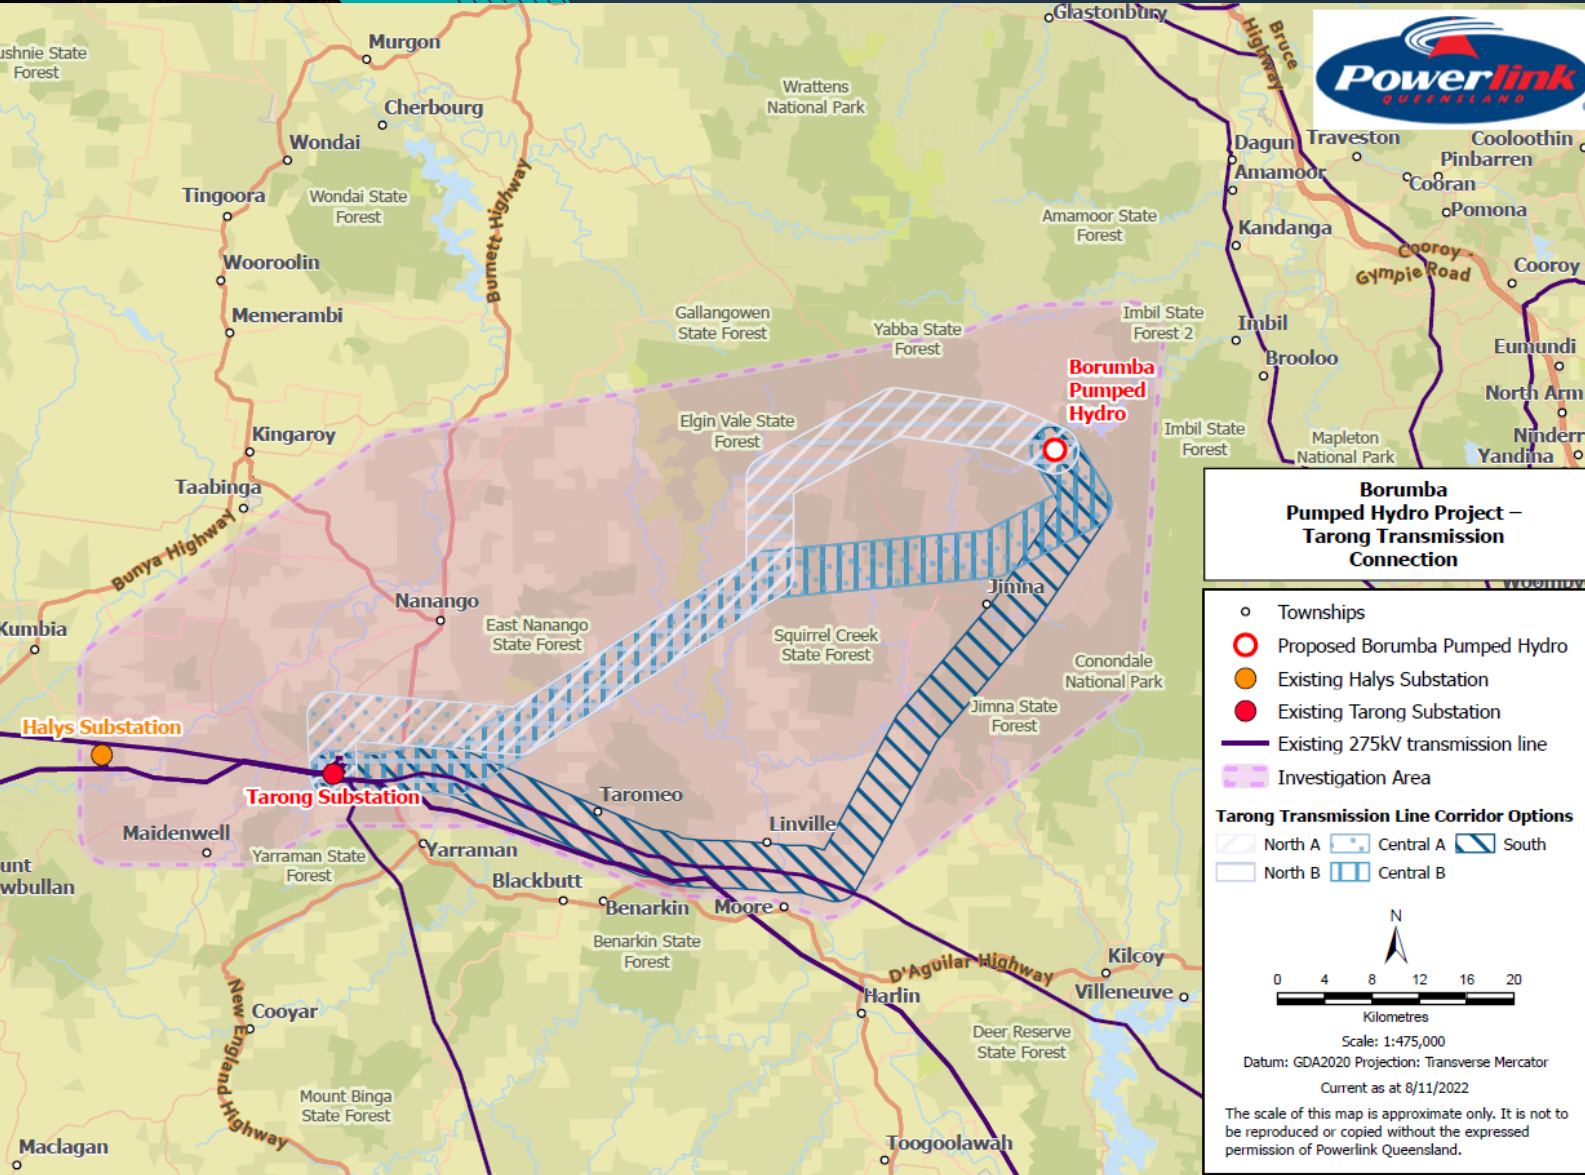 Glastonbury
Murgon
ushnie State
Forest
Bruce
Highway
Powerlink
QUEENSLAND
Wrattens
National Park
Cherbourg
Wondai
Dagun
Traveston
Cooloothin
Pinbarren
Amamoor
Cooran
Tingoora
Wondai State
Forest
Burnett Highway
Pomona
Amamoor State
Forest
Kandanga
Cooroy -
Gympie Road
Wooroolin
Cooroy
Memerambi
Gallangowen
State Forest
Yabba State
Forest
Imbil State
Forest 2
Imbil
Brooloo
Eumundi
Borumba
Pumped
Hydro
North Arm
Kingaroy
Elgin Vale State
Forest
Imbil State
Forest
Mapleton
National Park
Ninderr
Yandina
Taabinga
Bunya Highway
Borumba
Pumped Hydro Project –
Tarong Transmission
Connection
Jimna
Nanango
Kumbia
East Nanango
State Forest
Squirrel Creek
State Forest
Conondale
National Park
Jimna State
Forest
Halys Substation
Tarong Substation
Taromeo
Linville
Maidenwell
Yarraman State
Forest
Yarraman
unt
wbullan
Blackbutt
Benarkin
Moore
Benarkin State
Forest
D'Aguilar Highway
Kilcoy
Villeneuve
Harlin
New England Highway
Cooyar
Deer Reserve
State Forest
Mount Binga
State Forest
Maclagan
Toogoolawah
Townships
Proposed Borumba Pumped Hydro
Existing Halys Substation
Existing Tarong Substation
Existing 275kV transmission line
Investigation Area
Tarong Transmission Line Corridor Options
North A Central A South
North B Central B
N
0 4 8 12 16 20
Kilometres
Scale: 1:475,000
Datum: GDA2020 Projection: Transverse Mercator
Current as at 8/11/2022
The scale of this map is approximate only. It is not to
be reproduced or copied without the expressed
permission of Powerlink Queensland.